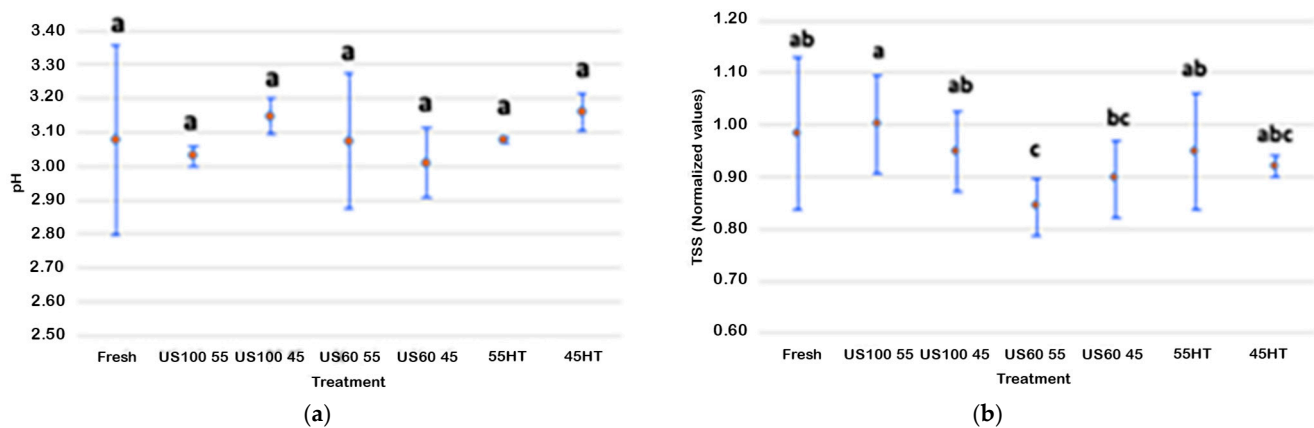 3.40
3.30
3.20
3.10
3.00
2.90
2.80
2.70
2.60
2.50
pH
a
a
a
a
a
a
a
Fresh US100 55 US100 45 US60 55 US60 45 55HT 45HT
Treatment
(a)
1.20
1.10
1.00
0.90
0.80
0.70
0.60
TSS (Normalized values)
ab
a
ab
c
bc
ab
abc
Fresh US100 55 US100 55 US60 55 US60 45 55HT 45HT
Treatment
(b)